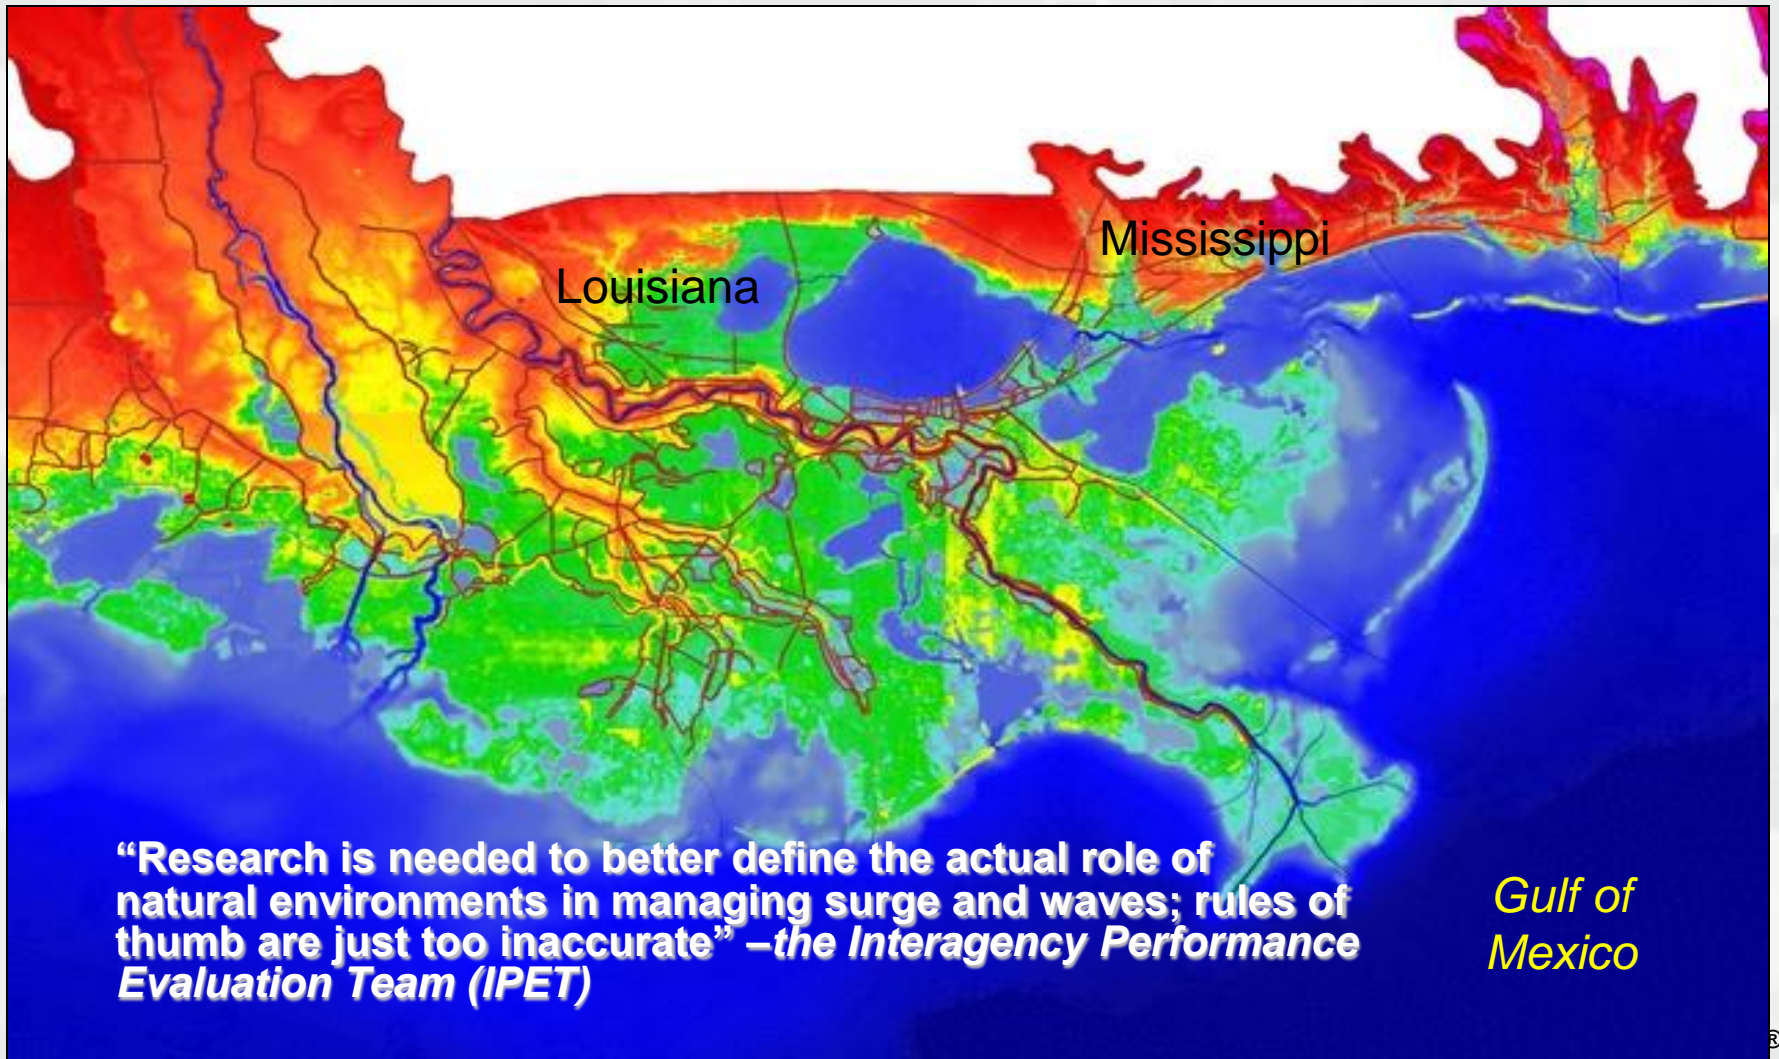 Mississippi
Louisiana
“Research is needed to better define the actual role of
natural environments in managing surge and waves; rules of
thumb are just too inaccurate” –the Interagency Performance
Evaluation Team (IPET)
Gulf of
Mexico
®